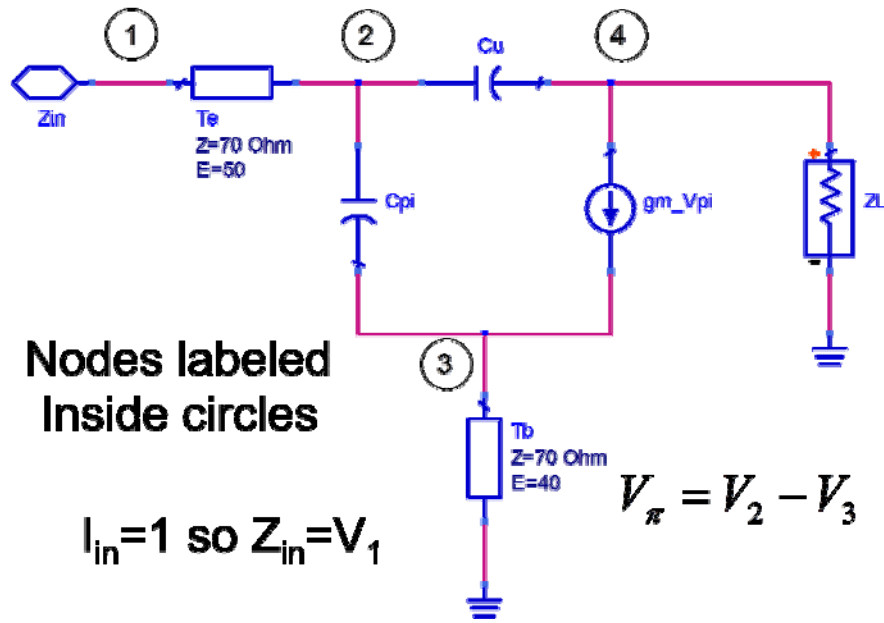 1
2
4
Cu
Zin
Te
Z=70 Ohm
E=50
Cpi
gm_Vpi
+
ZL
-
3
Nodes labeled
Inside circles
Tb
Z=70 Ohm
E=40
Vπ = V2 − V3
Iin=1 so Zin=V1